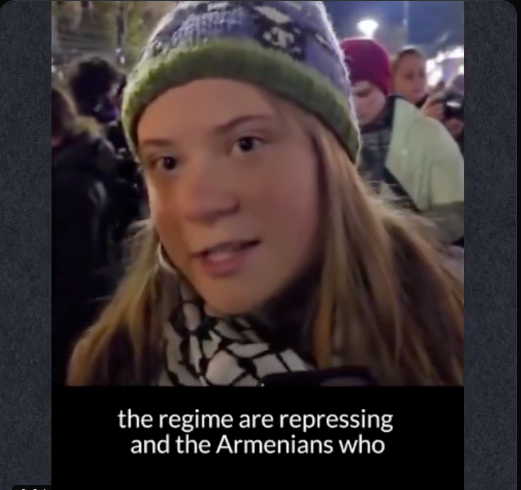 the regime are repressing
and the Armenians who